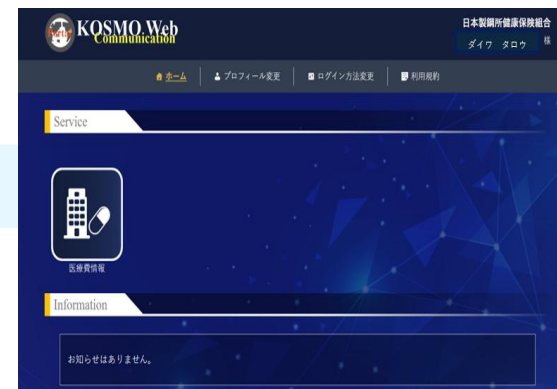 KOSMO Web
Communication
日本製鋼所健康保険組合
ダイワ タロウ 様
ホーム
プロフィール変更
ログイン方法変更
利用規約
Service
医療費情報
Information
お知らせはありません。